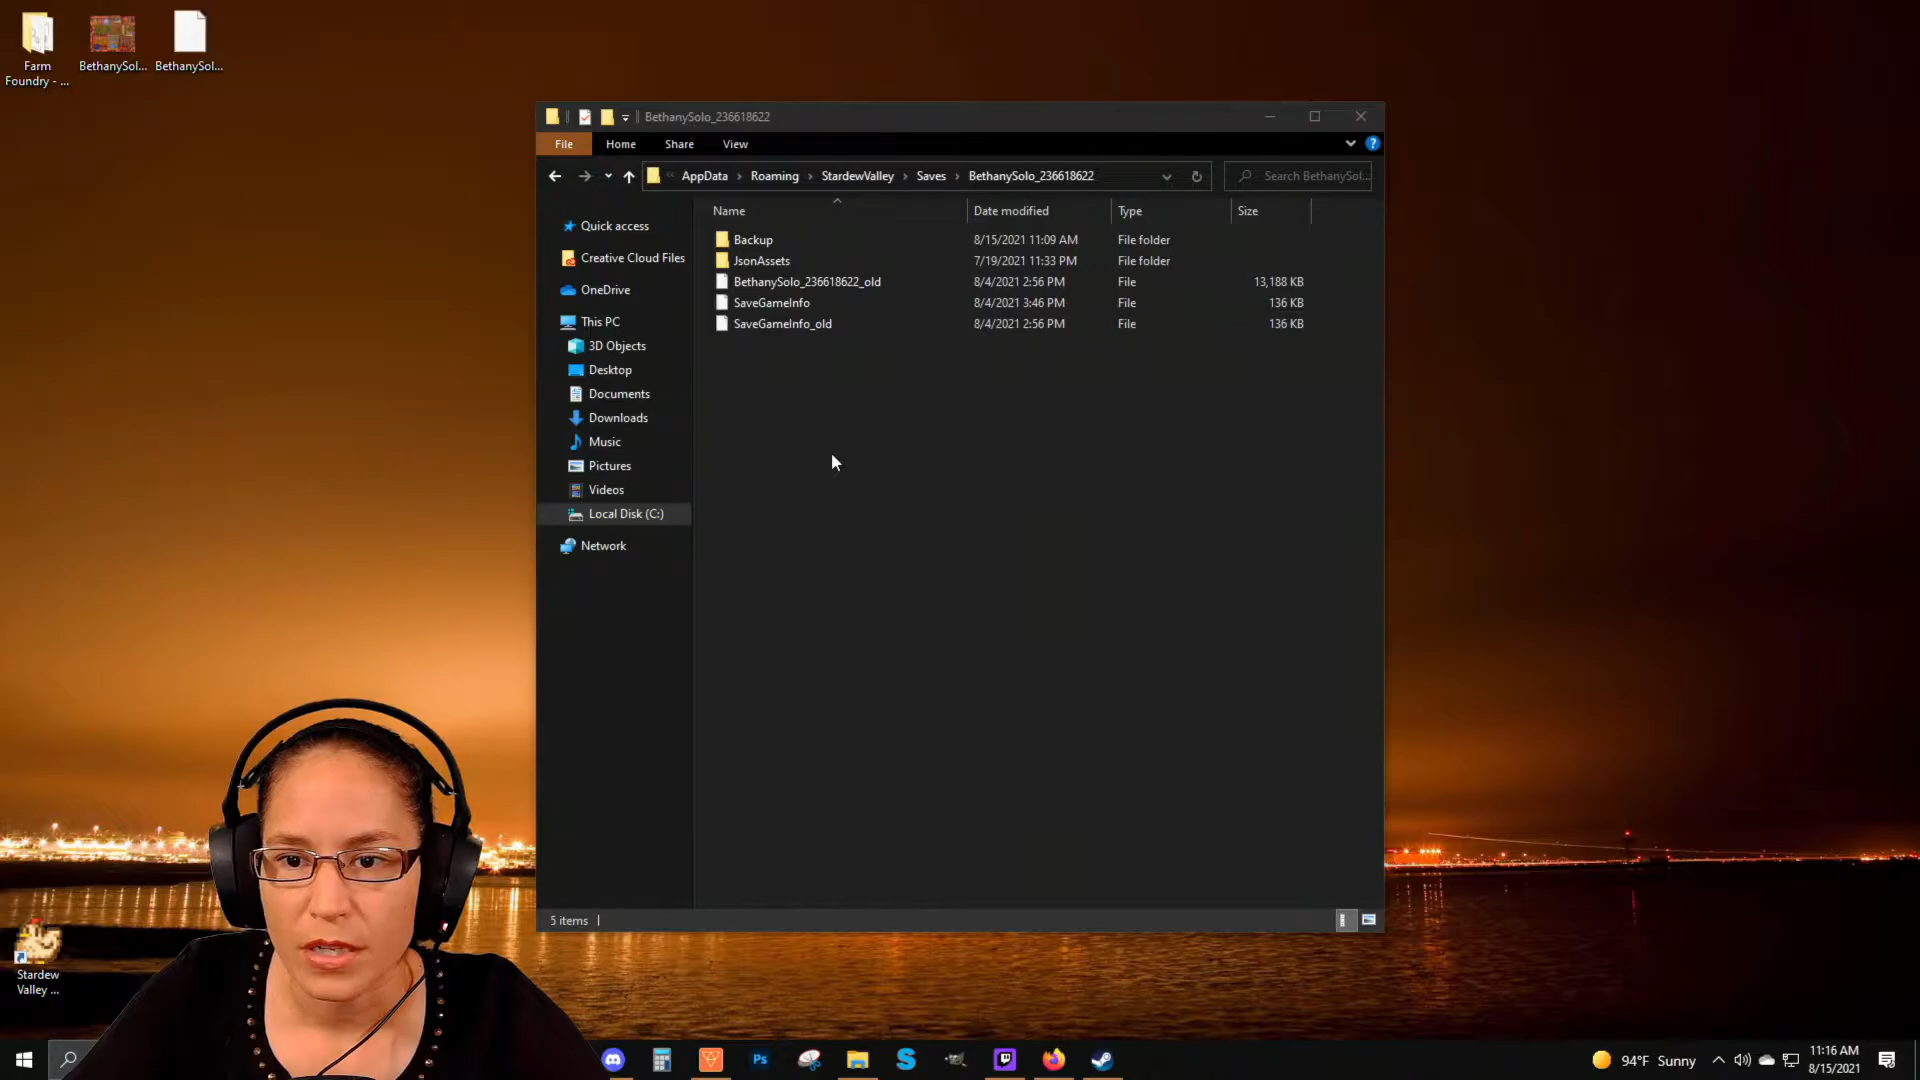 Farm
Foundry - ...
BethanySol...
BethanySol...
BethanySolo_236618622
File
Home
Share
View
AppData
Roaming
StardewValley
Saves
BethanySolo_236618622
Search BethanySol...
Name
Date modified
Type
Size
Quick access
Creative Cloud Files
OneDrive
This PC
3D Objects
Desktop
Documents
Downloads
Music
Pictures
Videos
Local Disk (C:)
Network
Backup 8/15/2021 11:09 AM File folder
JsonAssets 7/19/2021 11:33 PM File folder
BethanySolo_236618622_old 8/4/2021 2:56 PM File 13,188 KB
SaveGameInfo 8/4/2021 3:46 PM File 136 KB
SaveGameInfo_old 8/4/2021 2:56 PM File 136 KB
5 items
Stardew
Valley ...
Ps
S
94°F Sunny
11:16 AM
8/15/2021